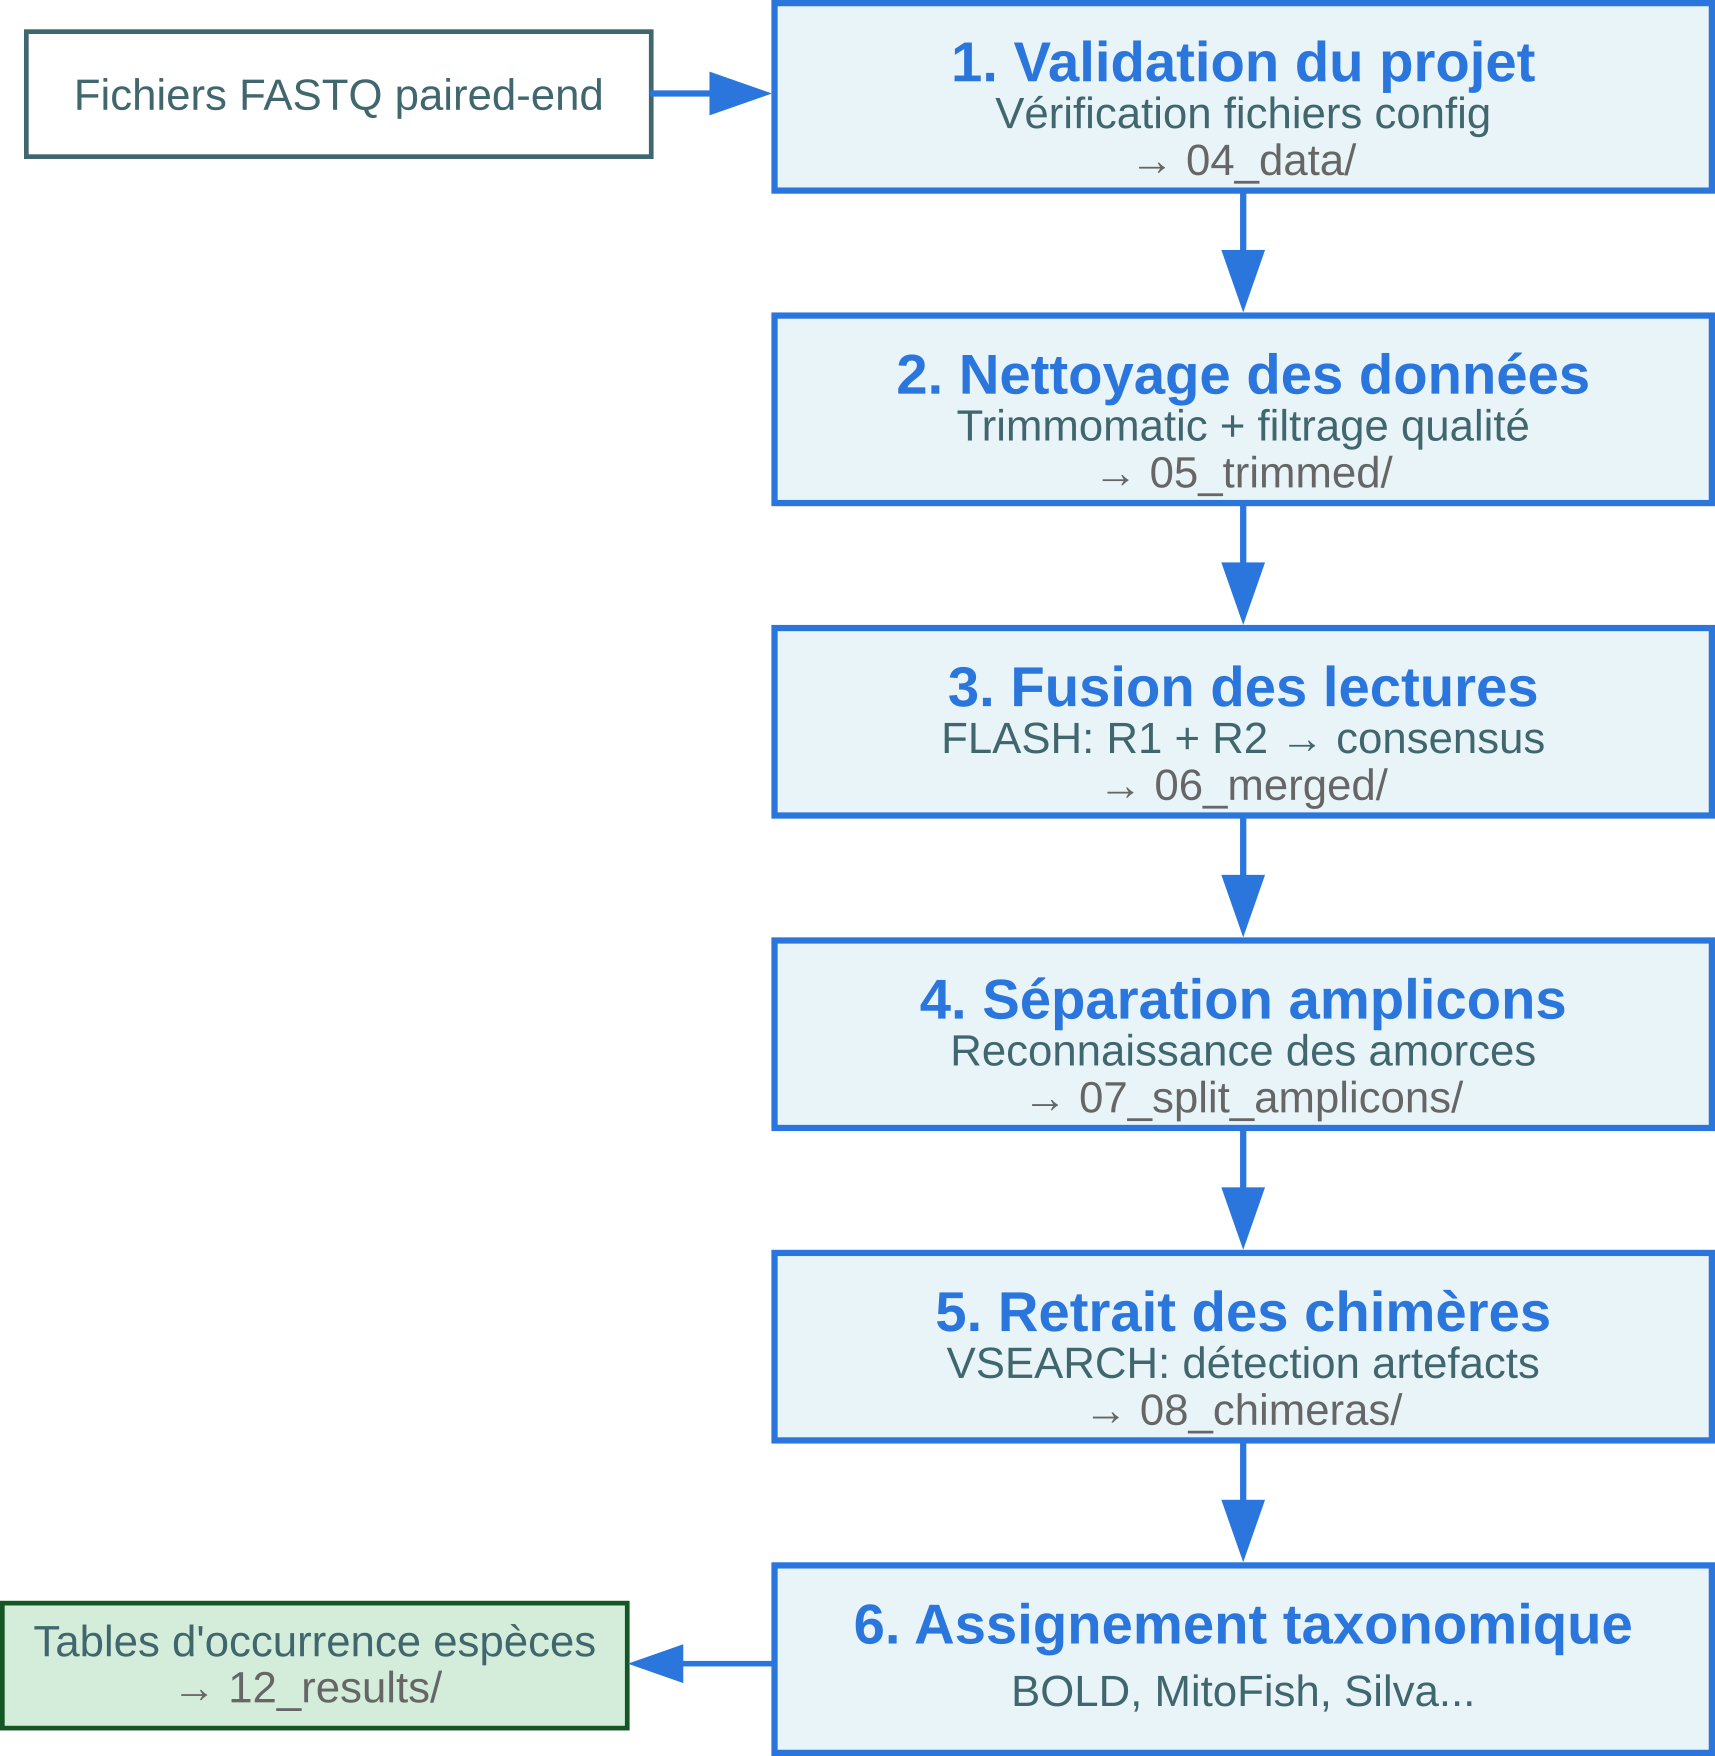 Fichiers FASTQ paired-end
1. Validation du projet
Vérification fichiers config
→ 04_data/
2. Nettoyage des données
Trimmomatic + filtrage qualité
→ 05_trimmed/
3. Fusion des lectures
FLASH: R1 + R2 → consensus
→ 06_merged/
4. Séparation amplicons
Reconnaissance des amorces
→ 07_split_amplicons/
5. Retrait des chimères
VSEARCH: détection artefacts
→ 08_chimeras/
6. Assignement taxonomique
BOLD, MitoFish, Silva...
Tables d'occurrence espèces
→ 12_results/